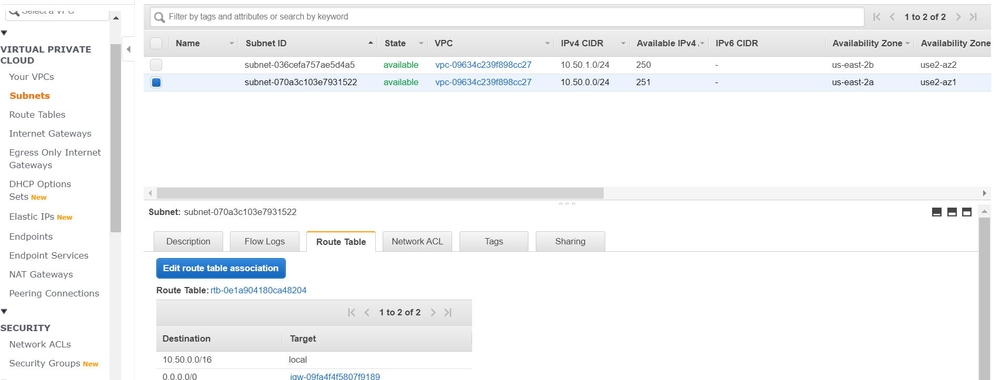 Select a VPC
VIRTUAL PRIVATE
CLOUD
Your VPCs
Subnets
Route Tables
Internet Gateways
Egress Only Internet
Gateways
DHCP Options
Sets New
Elastic IPs New
Endpoints
Endpoint Services
NAT Gateways
Peering Connections
SECURITY
Network ACLs
Security Groups New
Filter by tags and attributes or search by keyword
1 to 2 of 2
Name Subnet ID State VPC IPv4 CIDR Available IPv4 IPv6 CIDR Availability Zone Availability Zone
subnet-036cefa757ae5d4a5 available vpc-09634c239f898cc27 10.50.1.0/24 250 - us-east-2b use2-az2
subnet-070a3c103e7931522 available vpc-09634c239f898cc27 10.50.0.0/24 251 - us-east-2a use2-az1
Subnet: subnet-070a3c103e7931522
Description Flow Logs Route Table Network ACL Tags Sharing
Edit route table association
Route Table: rtb-0e1a904180ca48204
1 to 2 of 2
Destination Target
10.50.0.0/16 local
0.0.0.0/0 igw-09fa4f4f5807f9189